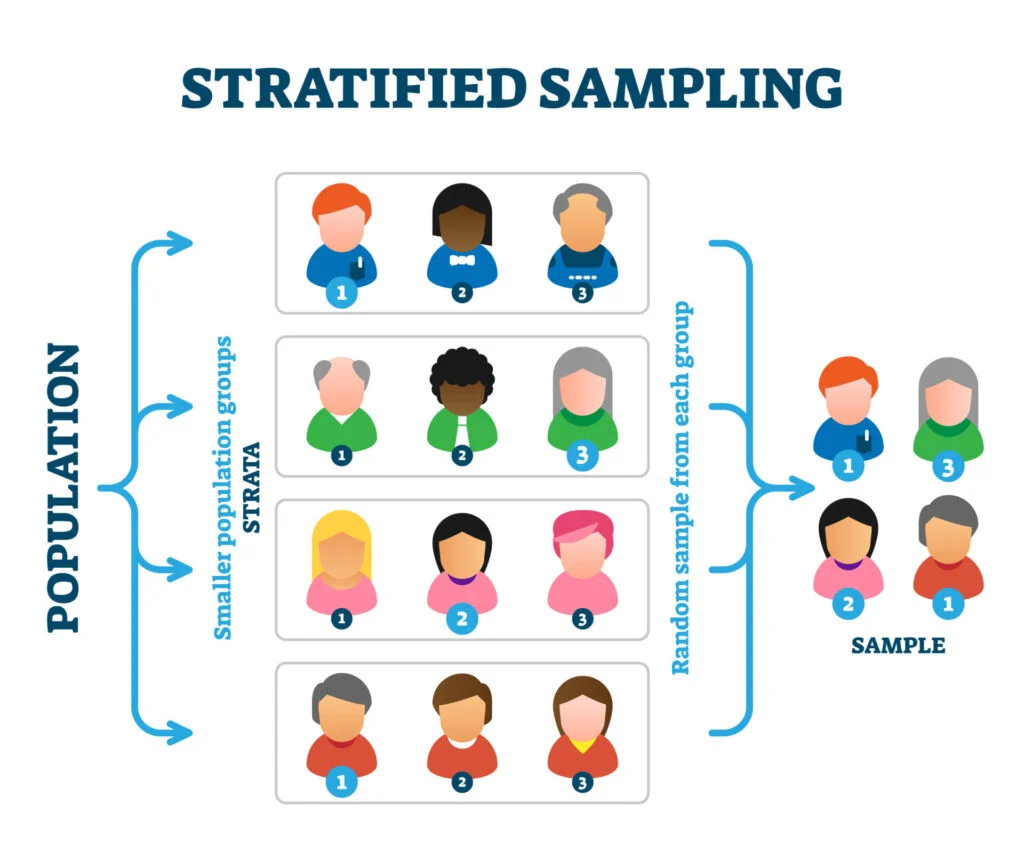 STRATIFIED SAMPLING
POPULATION
Smaller population groups
STRATA
1
2
3
1
2
3
1
2
3
1
2
3
Random sample from each group
1
3
2
1
SAMPLE